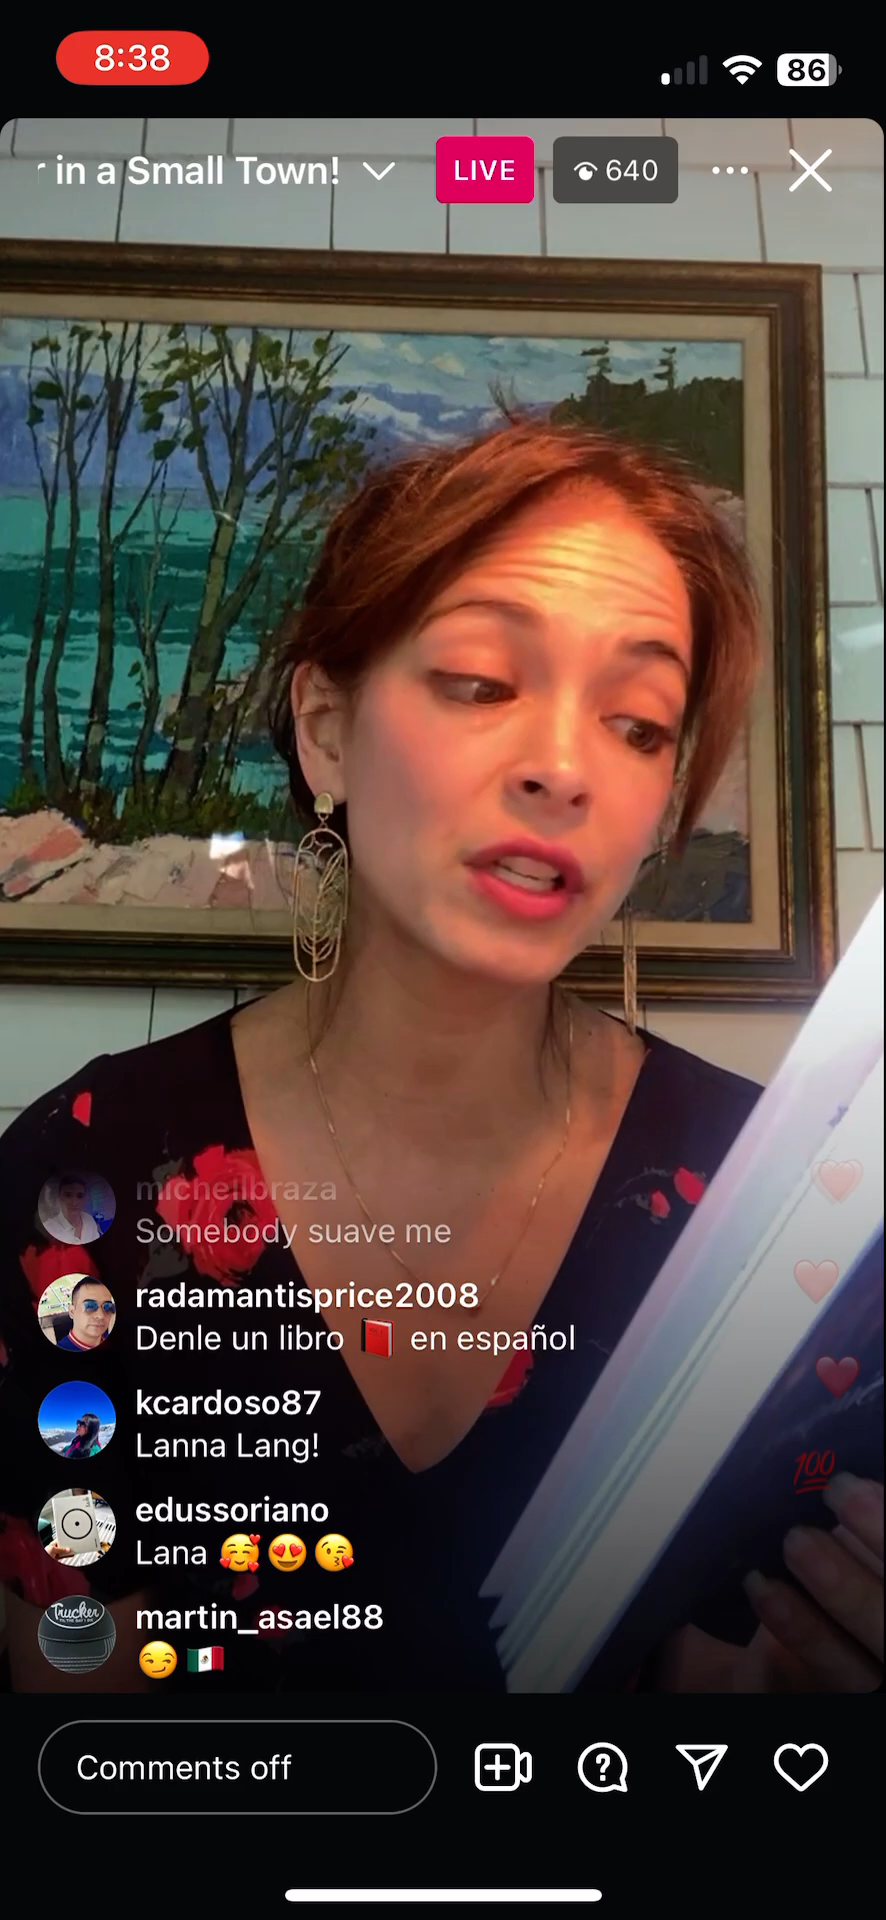 8:38
86
in a Small Town!
LIVE
640
michellbraza
Somebody suave me
radamantisprice2008
Denle un libro 📕 en español
kcardoso87
Lanna Lang!
edussoriano
Lana 🥰😍😘
Trucker
martin_asael88
😏🇲🇽
💯
Comments off